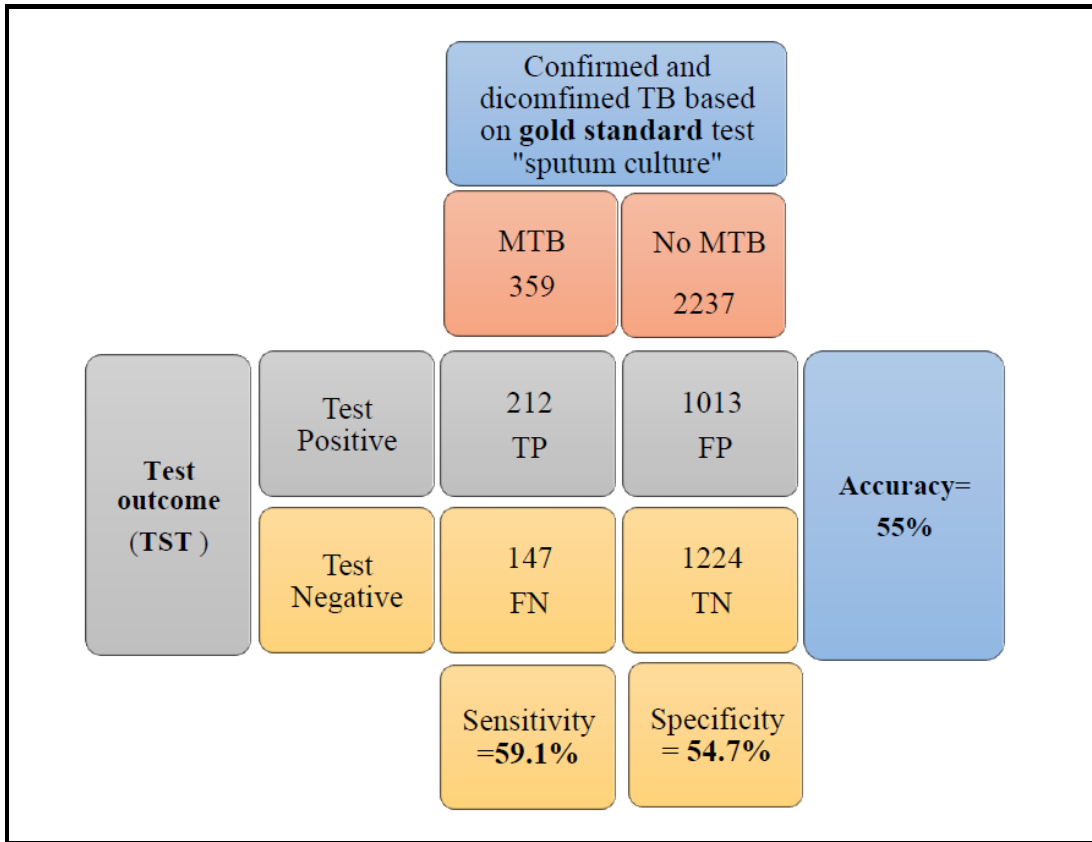 Confirmed and
dicomfimed TB based
on gold standard test
"sputum culture"
MTB
359
No MTB
2237
Test
outcome
(TST )
Test
Positive
212
TP
1013
FP
Accuracy=
55%
Test
Negative
147
FN
1224
TN
Sensitivity
=59.1%
Specificity
= 54.7%